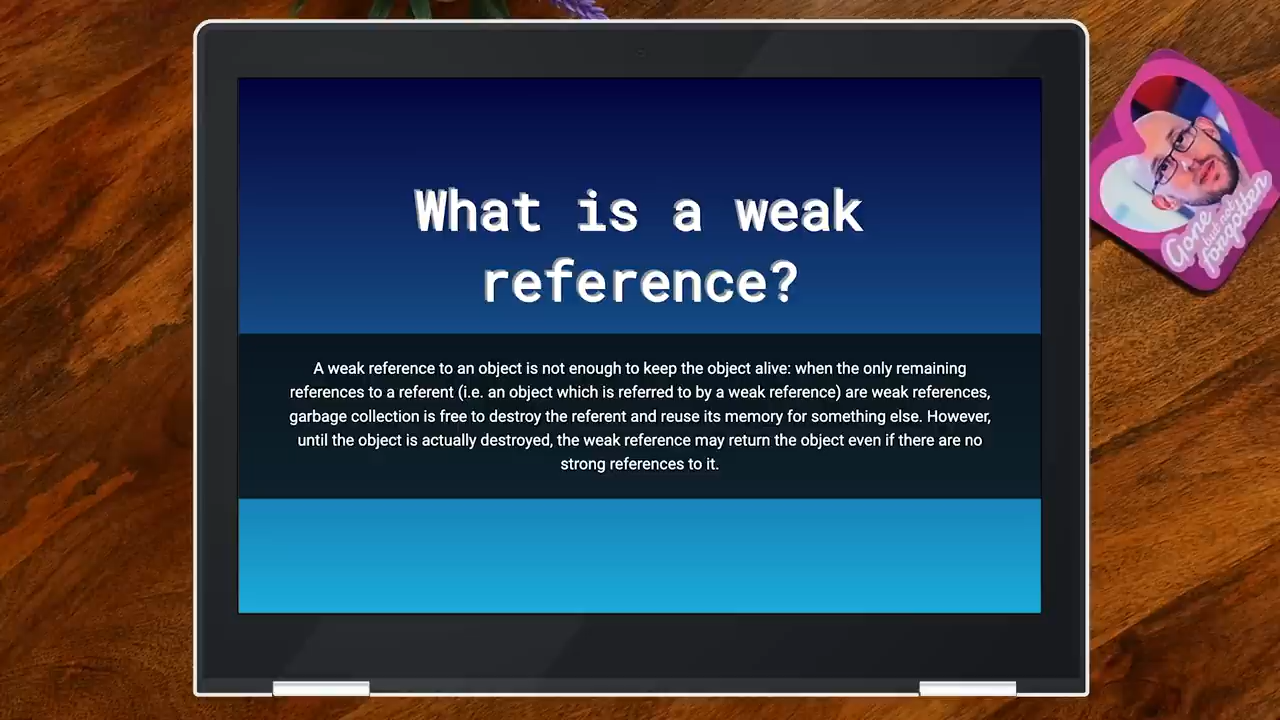 What is a weak
reference?
A weak reference to an object is not enough to keep the object alive: when the only remaining
references to a referent (i.e. an object which is referred to by a weak reference) are weak references,
garbage collection is free to destroy the referent and reuse its memory for something else. However,
until the object is actually destroyed, the weak reference may return the object even if there are no
strong references to it.
Gone
but not
forgotten